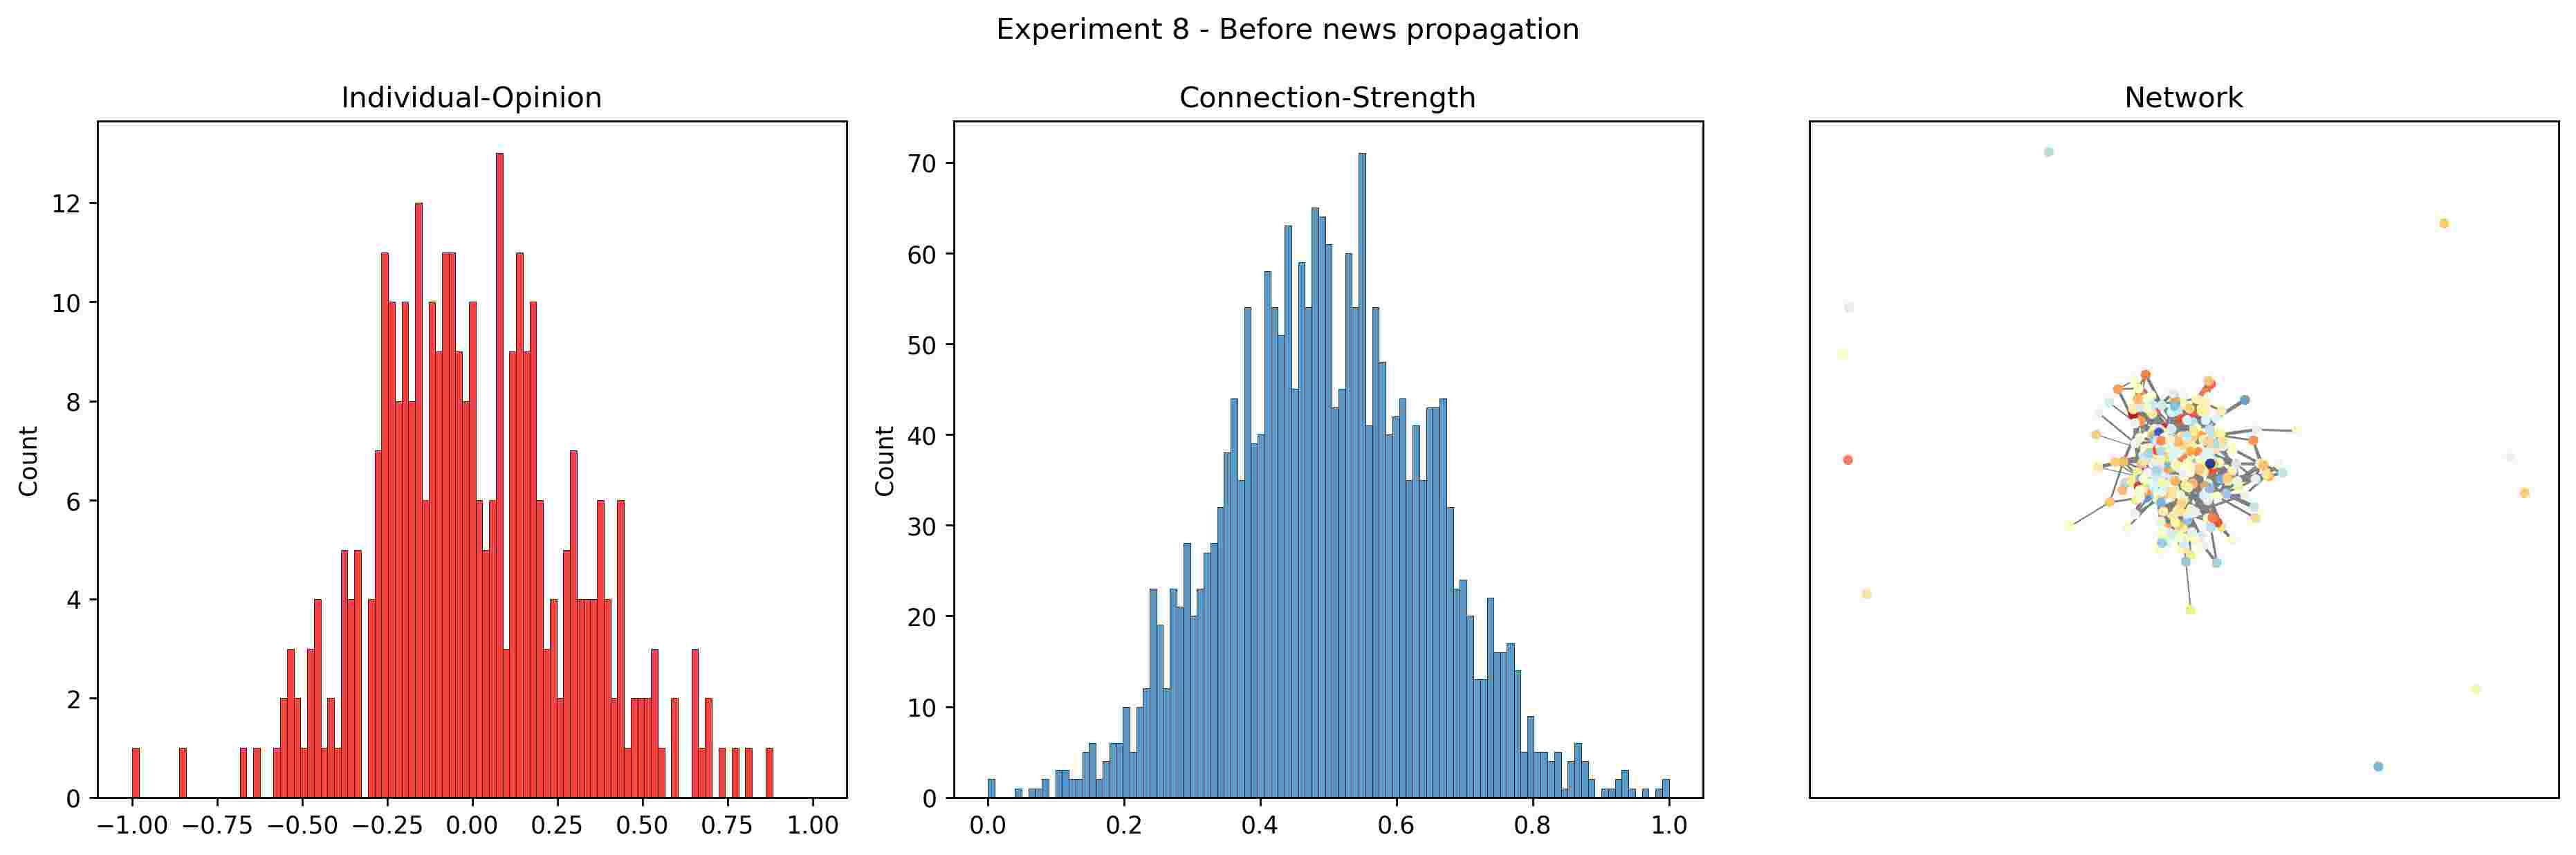 Experiment 8 - Before news propagation
Individual-Opinion
Connection-Strength
Network
Count
12
10
8
6
4
2
0
−1.00 −0.75 −0.50 −0.25 0.00 0.25 0.50 0.75 1.00
Count
70
60
50
40
30
20
10
0
0.0 0.2 0.4 0.6 0.8 1.0